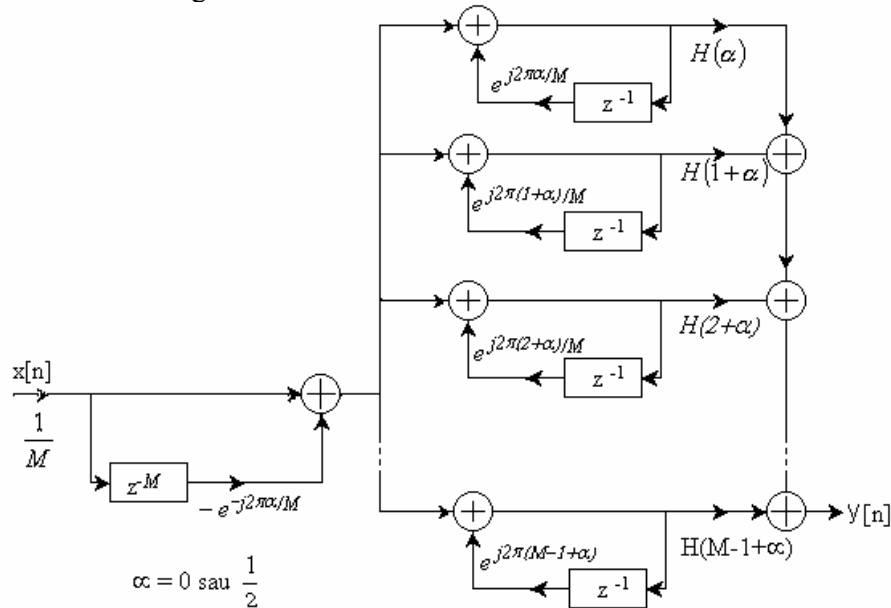 H(α)
e^{j2πα/M}
z^{-1}
H(1+α)
e^{j2π(1+α)/M}
z^{-1}
H(2+α)
e^{j2π(2+α)/M}
z^{-1}
x[n]
1/M
z^{-M}
−e^{-j2πα/M}
H(M-1+α)
y[n]
e^{j2π(M−1+α)}
z^{-1}
α = 0 sau 1/2